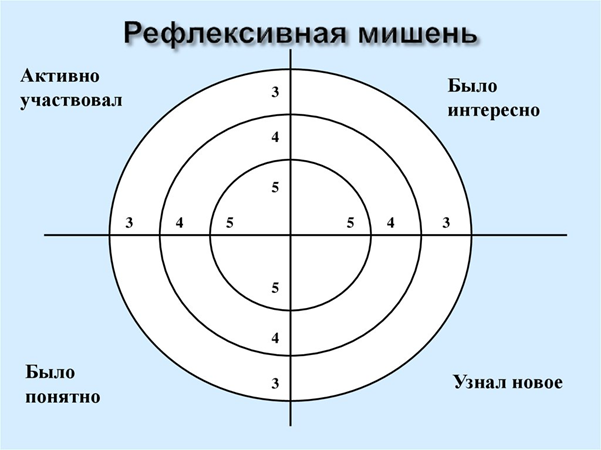 Рефлексивная мишень
Активно
участвовал
Было
интересно
3
4
5
3 4 5 5 4 3
5
4
3
Было
понятно
Узнал новое